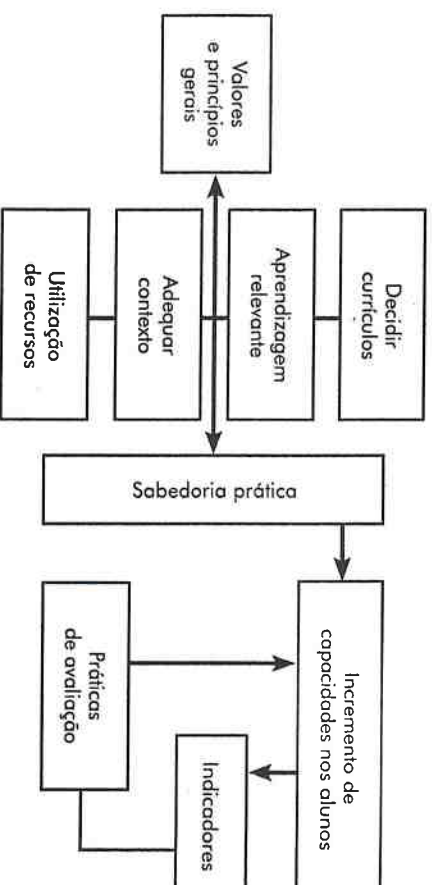 Valores
e princípios
gerais
Decidir
currículos
Aprendizagem
relevante
Adequar
contexto
Utilização
de recursos
Sabedoria prática
Incremento de
capacidades nos alunos
Práticas
de avaliação
Indicadores